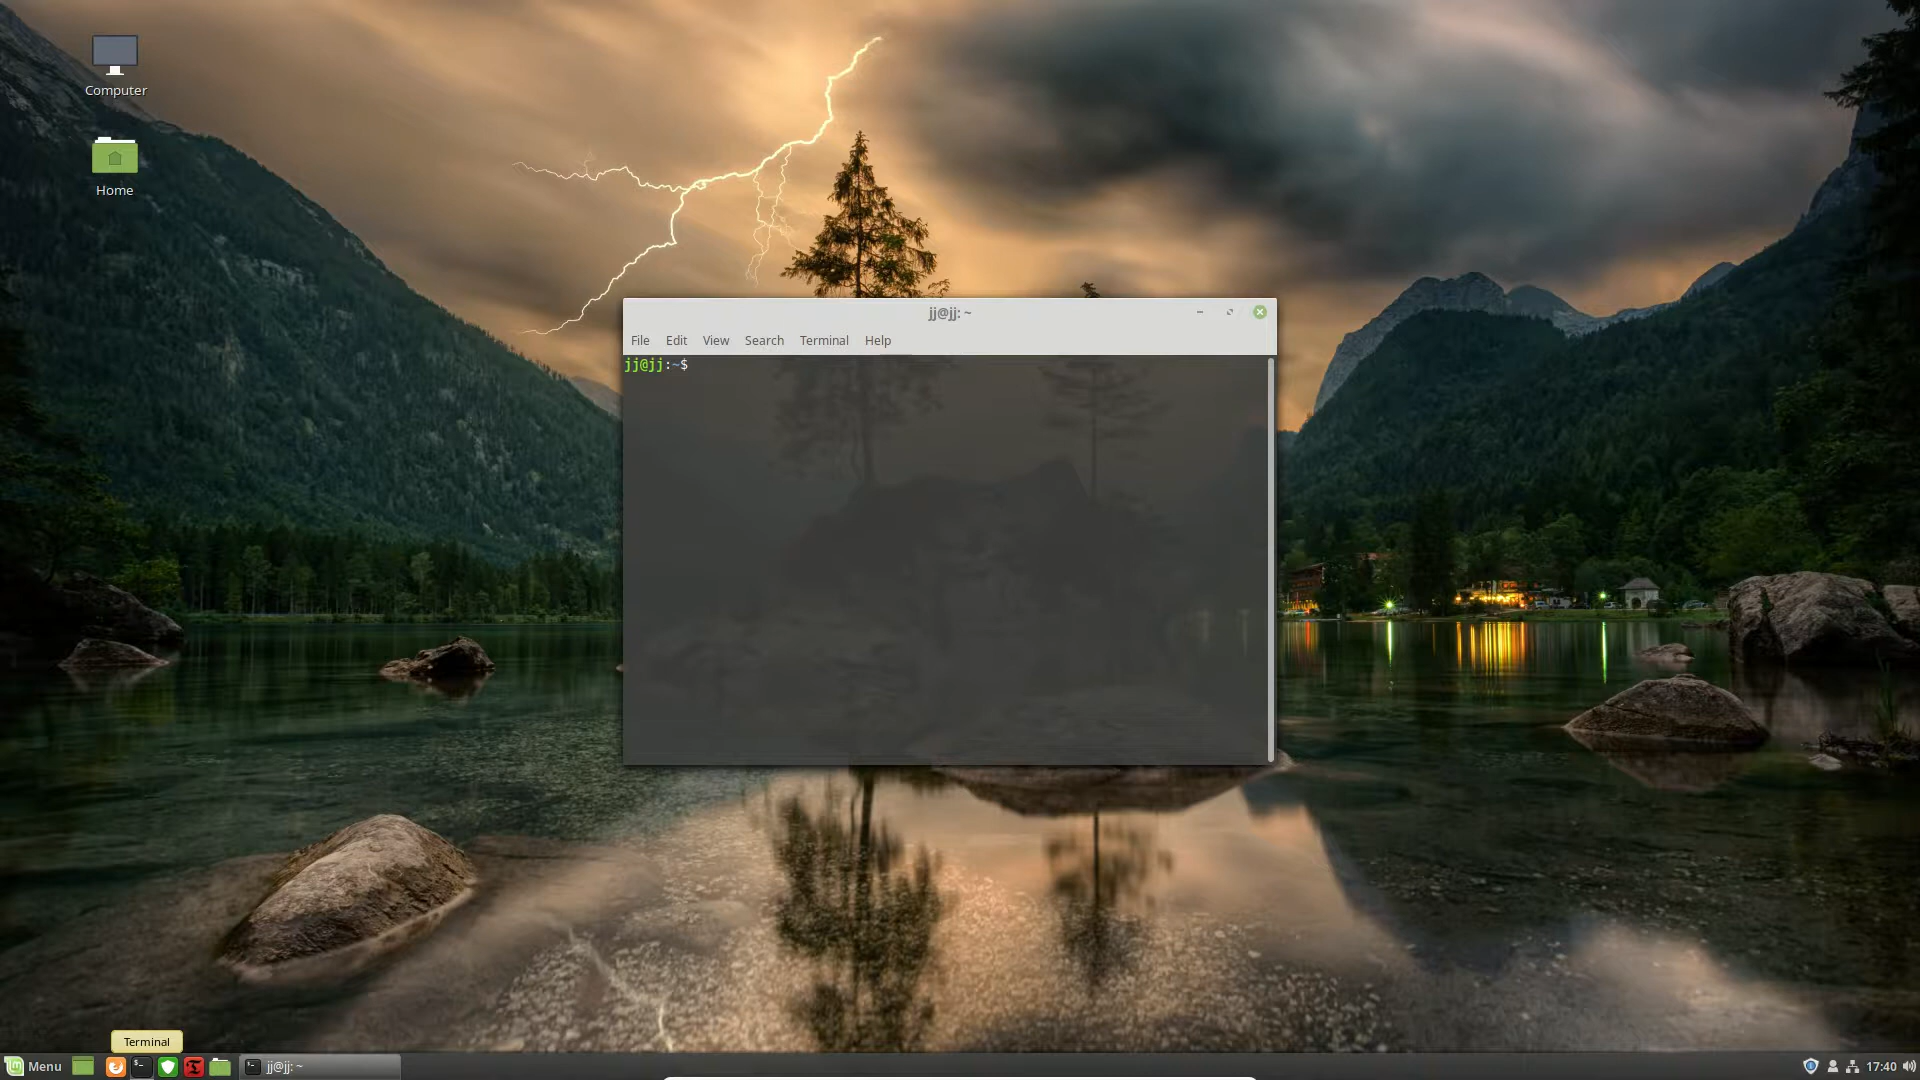 Computer
Home
jj@jj: ~
File Edit View Search Terminal Help
jj@jj:~$
Terminal
Menu
jj@jj: ~
17:40